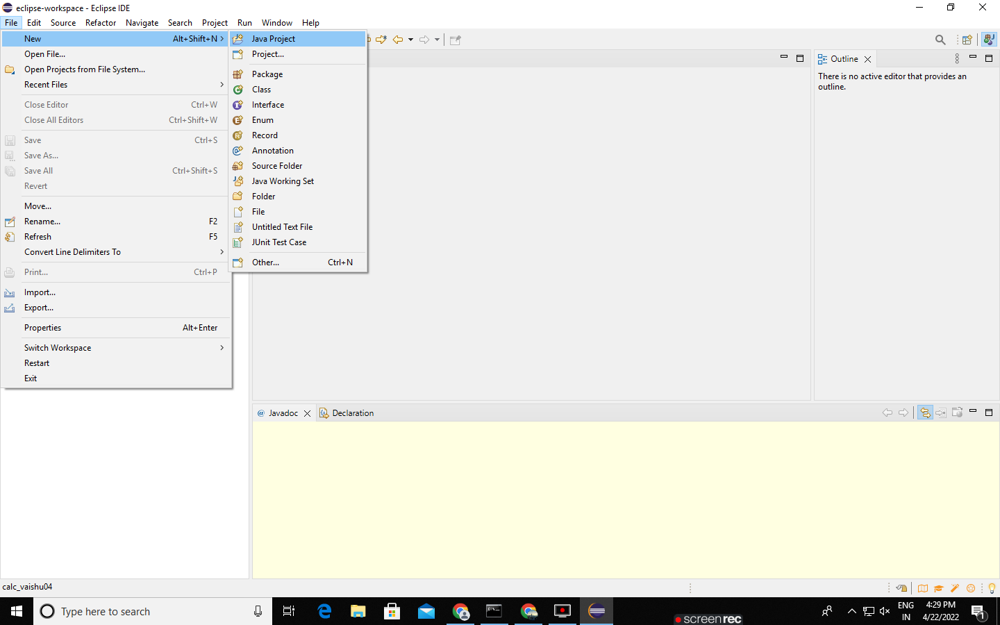 eclipse-workspace - Eclipse IDE
File Edit Source Refactor Navigate Search Project Run Window Help
New Alt+Shift+N
Open File...
Open Projects from File System...
Recent Files
Close Editor Ctrl+W
Close All Editors Ctrl+Shift+W
Save Ctrl+S
Save As...
Save All Ctrl+Shift+S
Revert
Move...
Rename... F2
Refresh F5
Convert Line Delimiters To
Print... Ctrl+P
Import...
Export...
Properties Alt+Enter
Switch Workspace
Restart
Exit
Java Project
Project...
Package
Class
Interface
Enum
Record
Annotation
Source Folder
Java Working Set
Folder
File
Untitled Text File
JUnit Test Case
Other... Ctrl+N
Outline
There is no active editor that provides an
outline.
@ Javadoc
Declaration
calc_vaishu04
Type here to search
screenrec
ENG
IN
4:29 PM
4/22/2022
1